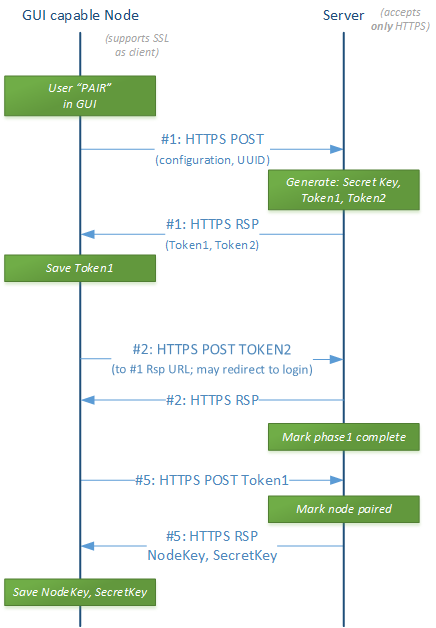 GUI capable Node
Server
(supports SSL
as client)
(accepts
only HTTPS)
User “PAIR”
in GUI
#1: HTTPS POST
(configuration, UUID)
Generate: Secret Key,
Token1, Token2
#1: HTTPS RSP
(Token1, Token2)
Save Token1
#2: HTTPS POST TOKEN2
(to #1 Rsp URL; may redirect to login)
#2: HTTPS RSP
Mark phase1 complete
#5: HTTPS POST Token1
Mark node paired
#5: HTTPS RSP
NodeKey, SecretKey
Save NodeKey, SecretKey